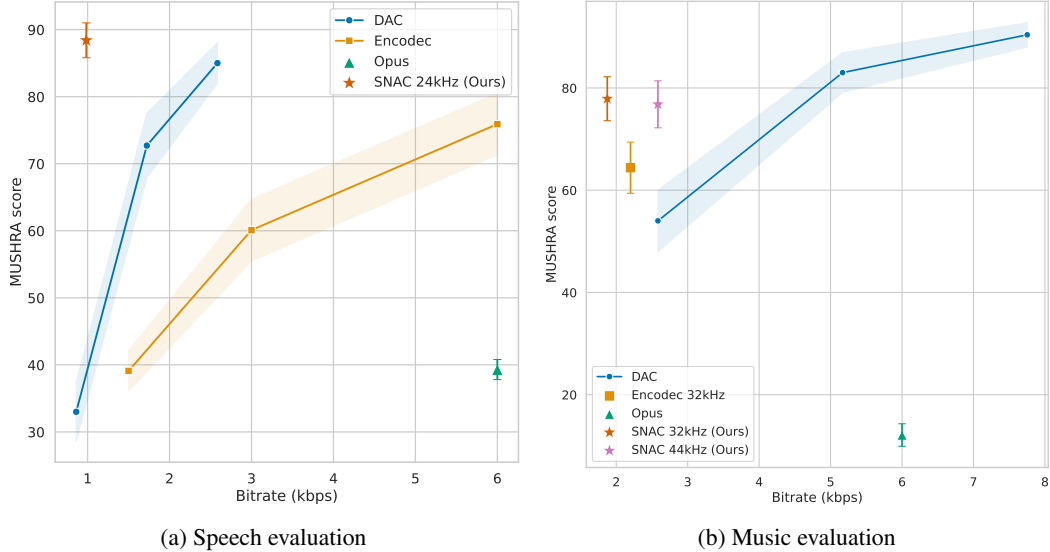 90
80
70
60
50
40
30
MUSHRA score
DAC
Encodec
Opus
SNAC 24kHz (Ours)
1
2
3
4
5
6
Bitrate (kbps)
(a) Speech evaluation
80
60
40
20
MUSHRA score
DAC
Encodec 32kHz
Opus
SNAC 32kHz (Ours)
SNAC 44kHz (Ours)
2
3
4
5
6
7
8
Bitrate (kbps)
(b) Music evaluation